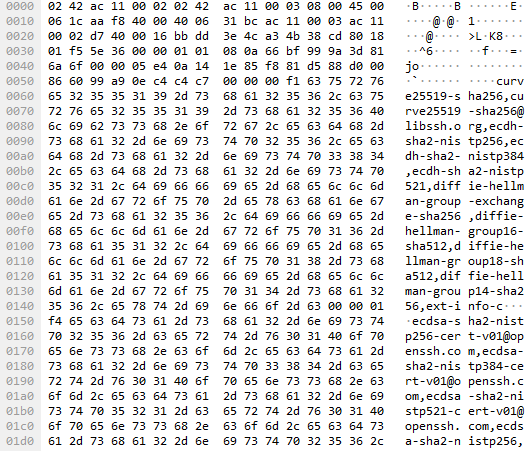 0000 02 42 ac 11 00 02 02 42 ac 11 00 03 08 00 45 00 ·B·····B ······E·
0010 06 1c aa f8 40 00 40 06 31 bc ac 11 00 03 ac 11 ····@·@· 1·······
0020 00 02 d7 40 00 16 bb dd 3e 4c a3 4b 38 cd 80 18 ···@···· >L·K8···
0030 01 f5 5e 36 00 00 01 01 08 0a 66 bf 99 9a 3d 81 ··^6···· ··f···=·
0040 6a 6f 00 00 05 e4 0a 14 1e 85 f8 81 d5 88 d0 00 jo······ ········
0050 86 60 99 a9 0e c4 c4 c7 00 00 00 f1 63 75 72 76 ·`······ ····curv
0060 65 32 35 35 31 39 2d 73 68 61 32 35 36 2c 63 75 e25519-s ha256,cu
0070 72 76 65 32 35 35 31 39 2d 73 68 61 32 35 36 40 rve25519 -sha256@
0080 6c 69 62 73 73 68 2e 6f 72 67 2c 65 63 64 68 2d libssh.o rg,ecdh-
0090 73 68 61 32 2d 6e 69 73 74 70 32 35 36 2c 65 63 sha2-nis tp256,ec
00a0 64 68 2d 73 68 61 32 2d 6e 69 73 74 70 33 38 34 dh-sha2- nistp384
00b0 2c 65 63 64 68 2d 73 68 61 32 2d 6e 69 73 74 70 ,ecdh-sh a2-nistp
00c0 35 32 31 2c 64 69 66 66 69 65 2d 68 65 6c 6c 6d 521,diff ie-hellm
00d0 61 6e 2d 67 72 6f 75 70 2d 65 78 63 68 61 6e 67 an-group -exchang
00e0 65 2d 73 68 61 32 35 36 2c 64 69 66 66 69 65 2d e-sha256 ,diffie-
00f0 68 65 6c 6c 6d 61 6e 2d 67 72 6f 75 70 31 36 2d hellman- group16-
0100 73 68 61 35 31 32 2c 64 69 66 66 69 65 2d 68 65 sha512,d iffie-he
0110 6c 6c 6d 61 6e 2d 67 72 6f 75 70 31 38 2d 73 68 llman-gr oup18-sh
0120 61 35 31 32 2c 64 69 66 66 69 65 2d 68 65 6c 6c a512,dif fie-hell
0130 6d 61 6e 2d 67 72 6f 75 70 31 34 2d 73 68 61 32 man-grou p14-sha2
0140 35 36 2c 65 78 74 2d 69 6e 66 6f 2d 63 00 00 01 56,ext-i nfo-c···
0150 f4 65 63 64 73 61 2d 73 68 61 32 2d 6e 69 73 74 ·ecdsa-s ha2-nist
0160 70 32 35 36 2d 63 65 72 74 2d 76 30 31 40 6f 70 p256-cer t-v01@op
0170 65 6e 73 73 68 2e 63 6f 6d 2c 65 63 64 73 61 2d enssh.co m,ecdsa-
0180 73 68 61 32 2d 6e 69 73 74 70 33 38 34 2d 63 65 sha2-nis tp384-ce
0190 72 74 2d 76 30 31 40 6f 70 65 6e 73 73 68 2e 63 rt-v01@o penssh.c
01a0 6f 6d 2c 65 63 64 73 61 2d 73 68 61 32 2d 6e 69 om,ecdsa -sha2-ni
01b0 73 74 70 35 32 31 2d 63 65 72 74 2d 76 30 31 40 stp521-c ert-v01@
01c0 6f 70 65 6e 73 73 68 2e 63 6f 6d 2c 65 63 64 73 openssh. com,ecds
01d0 61 2d 73 68 61 32 2d 6e 69 73 74 70 32 35 36 2c a-sha2-n istp256,